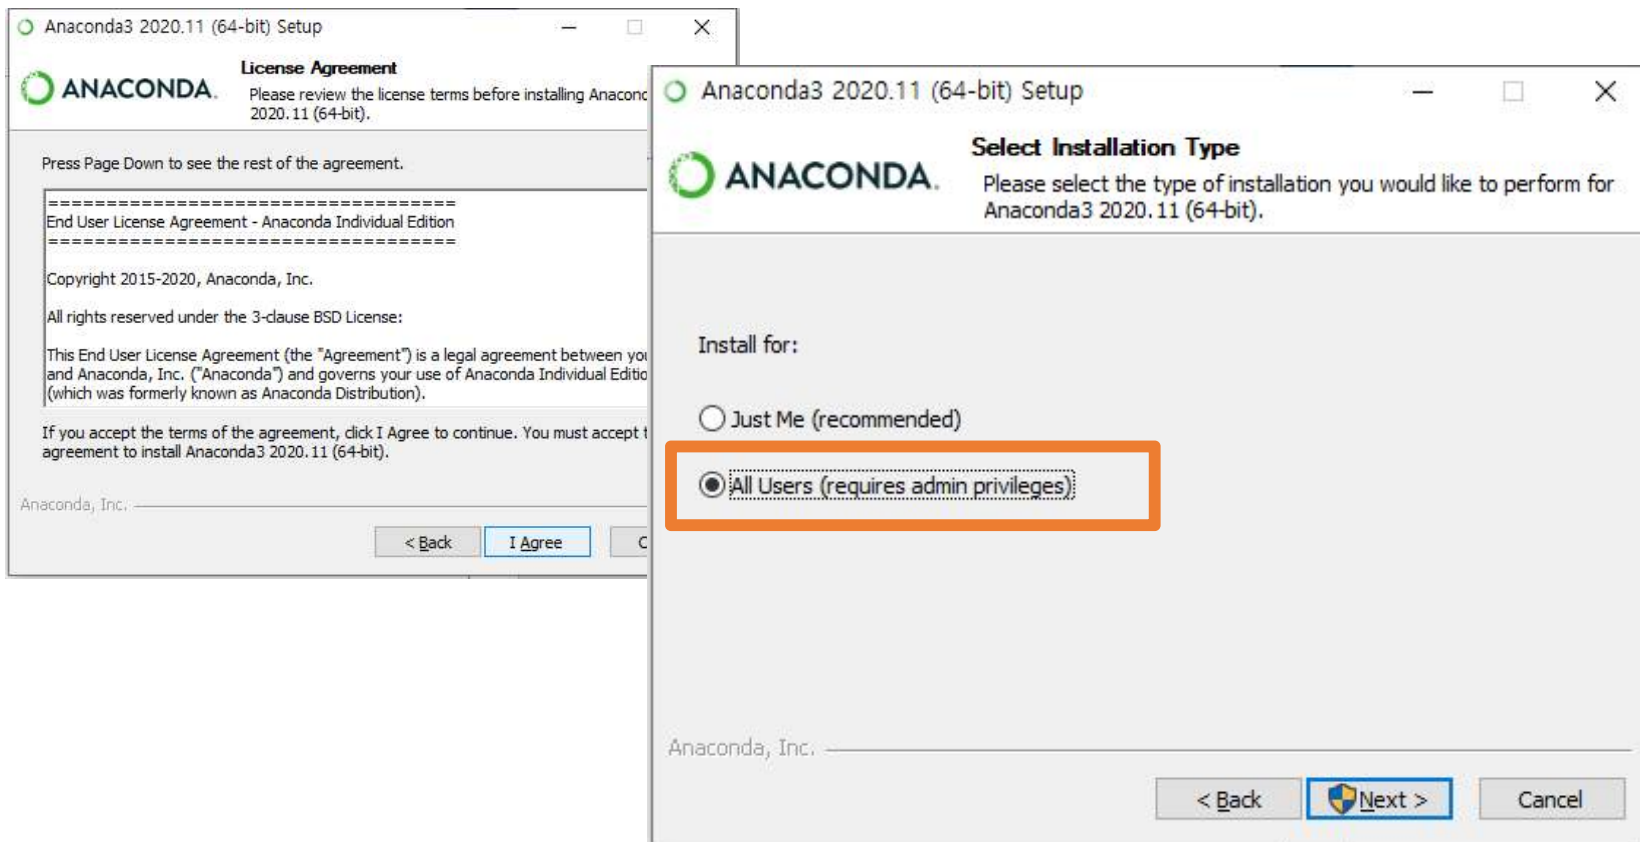 Anaconda3 2020.11 (64-bit) Setup
ANACONDA.
License Agreement
Please review the license terms before installing
2020.11 (64-bit).
Press Page Down to see the rest of the agreement.
===================================
End User License Agreement - Anaconda Individual Edition
===================================
Copyright 2015-2020, Anaconda, Inc.
All rights reserved under the 3-clause BSD License:
This End User License Agreement (the "Agreement") is a legal agreement between
and Anaconda, Inc. ("Anaconda") and governs your use of Anaconda Individual
(which was formerly known as Anaconda Distribution).
If you accept the terms of the agreement, click I Agree to continue. You must accept
agreement to install Anaconda3 2020.11 (64-bit).
Anaconda, Inc.
< Back
I Agree
Anaconda3 2020.11 (64-bit) Setup
ANACONDA.
Select Installation Type
Please select the type of installation you would like to perform for
Anaconda3 2020.11 (64-bit).
Install for:
Just Me (recommended)
All Users (requires admin privileges)
Anaconda, Inc.
< Back
Next >
Cancel